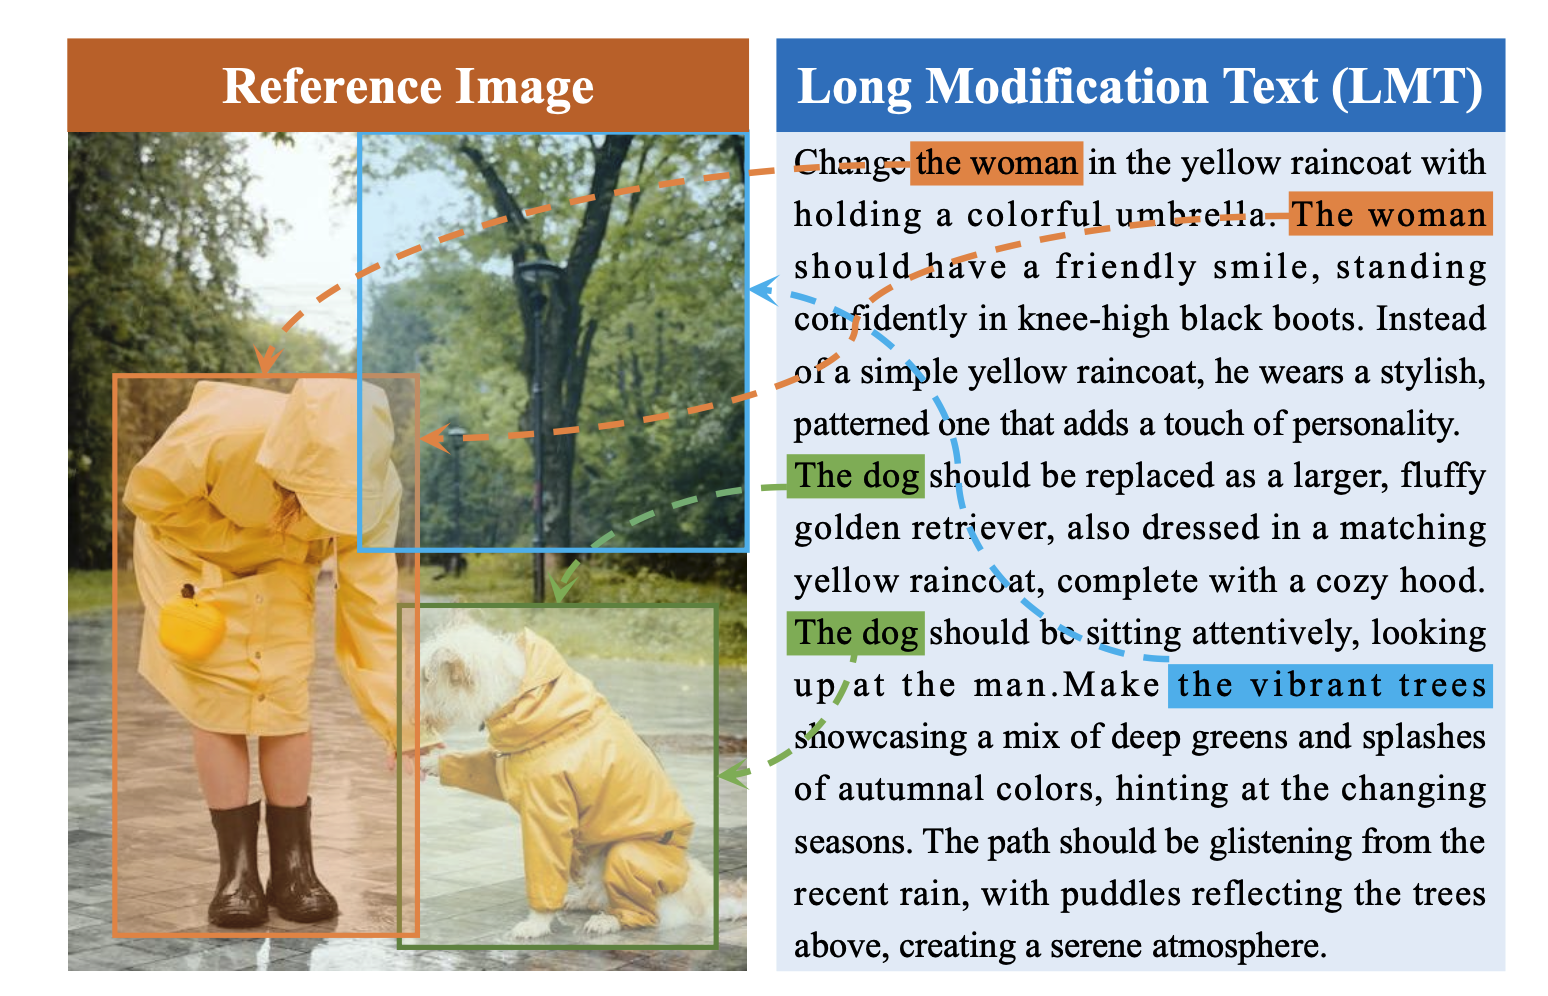 Reference Image
Long Modification Text (LMT)
Change the woman in the yellow raincoat with
holding a colorful umbrella. The woman
should have a friendly smile, standing
confidently in knee-high black boots. Instead
of a simple yellow raincoat, he wears a stylish,
patterned one that adds a touch of personality.
The dog should be replaced as a larger, fluffy
golden retriever, also dressed in a matching
yellow raincoat, complete with a cozy hood.
The dog should be sitting attentively, looking
up at the man.Make the vibrant trees
showcasing a mix of deep greens and splashes
of autumnal colors, hinting at the changing
seasons. The path should be glistening from the
recent rain, with puddles reflecting the trees
above, creating a serene atmosphere.